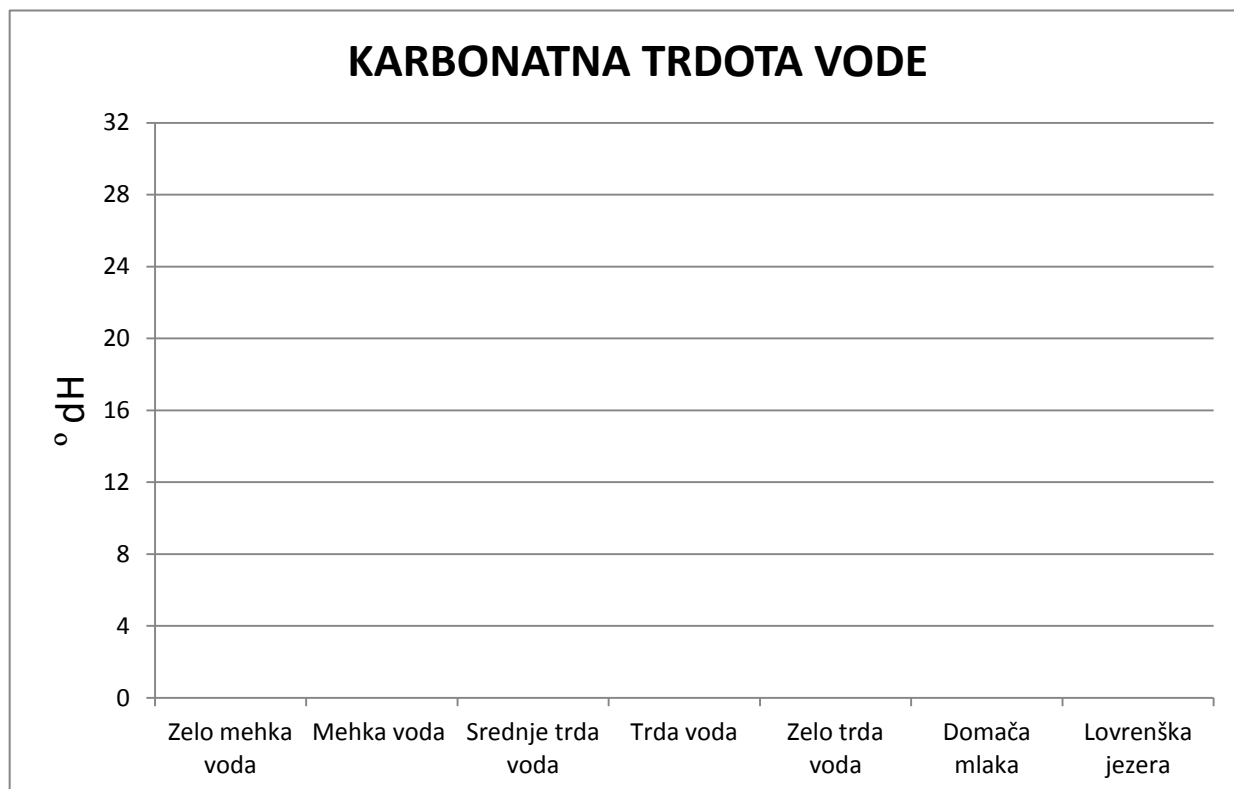 KARBONATNA TRDOTA VODE
32
28
24
20
16
12
8
4
0
º dH
Zelo mehka voda
Mehka voda
Srednje trda voda
Trda voda
Zelo trda voda
Domača mlaka
Lovrenška jezera